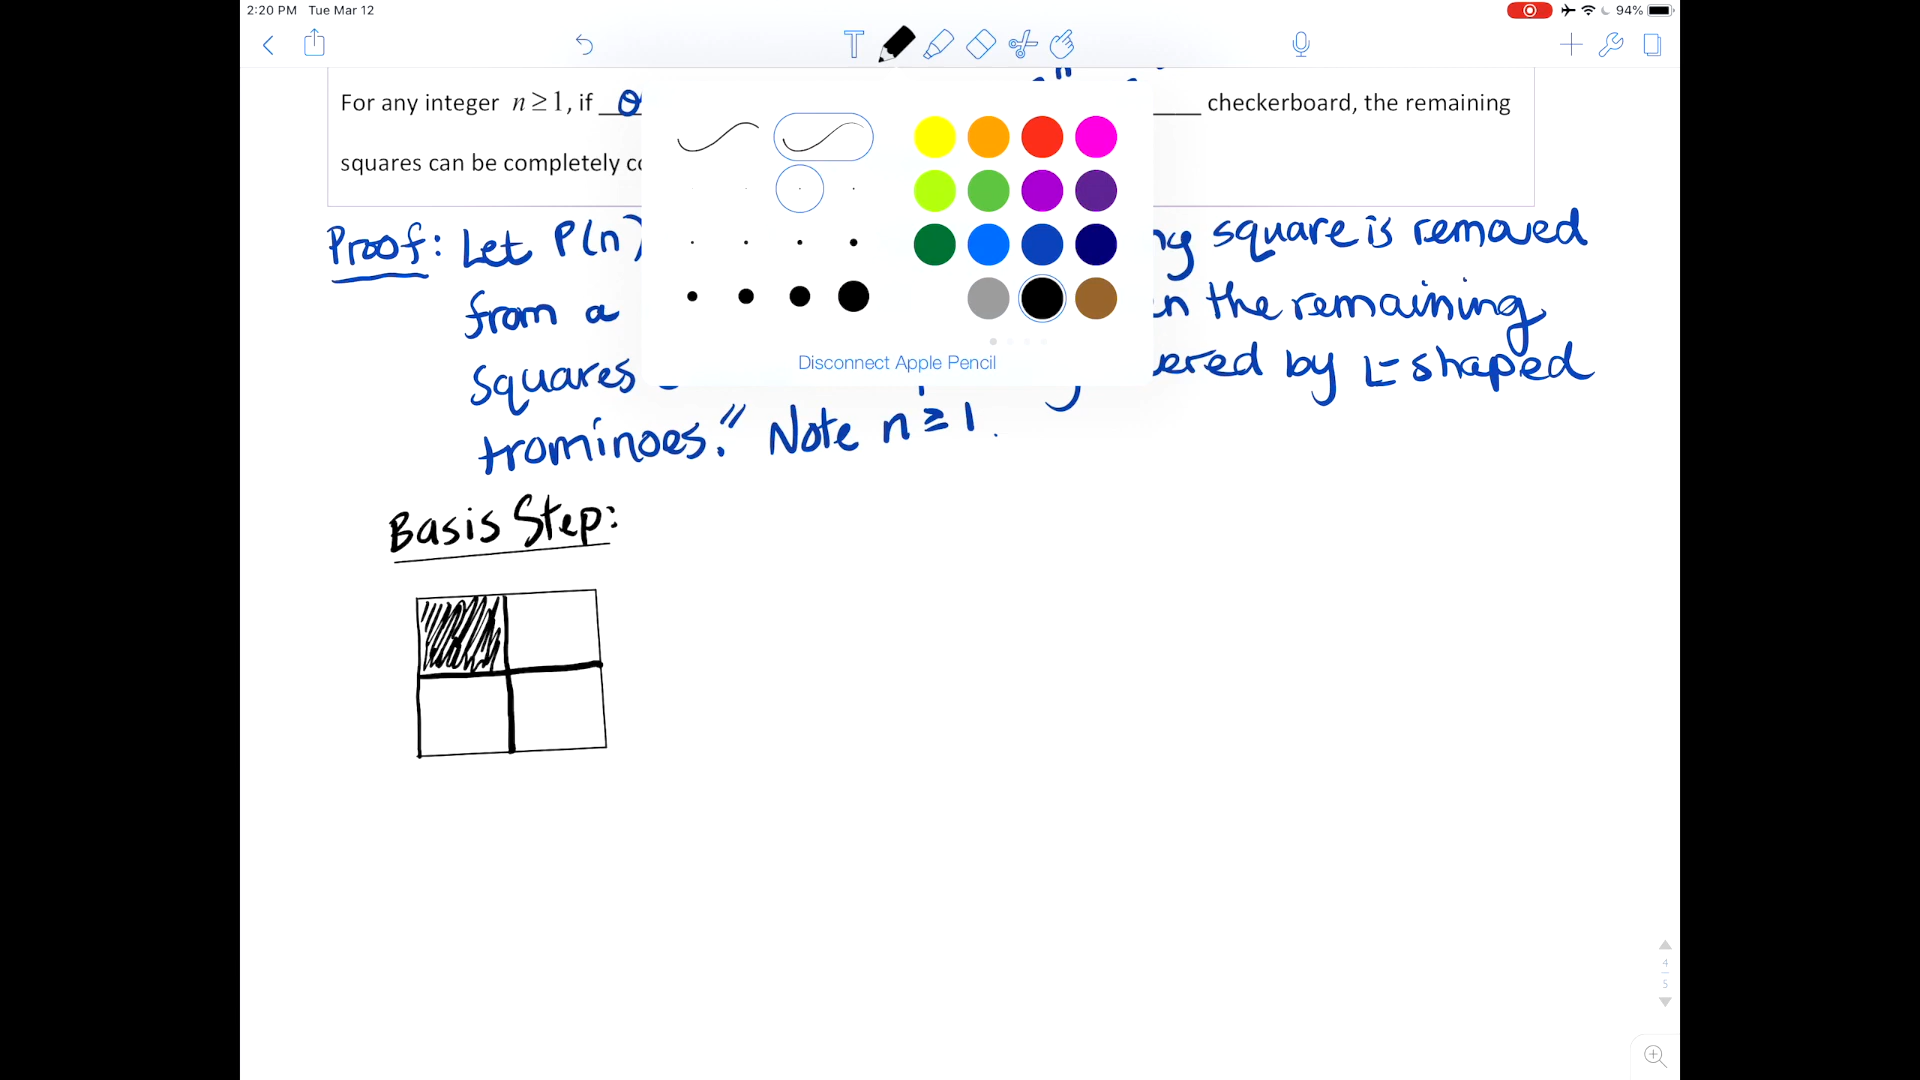 2:20 PM Tue Mar 12
94%
T
For any integer n ≥ 1, if checkerboard, the remaining
squares can be completely
Proof: Let P(n) square is removed
from a the remaining
squares by L-shaped
trominoes." Note n ≥ 1.
Disconnect Apple Pencil
Basis Step:
4
5